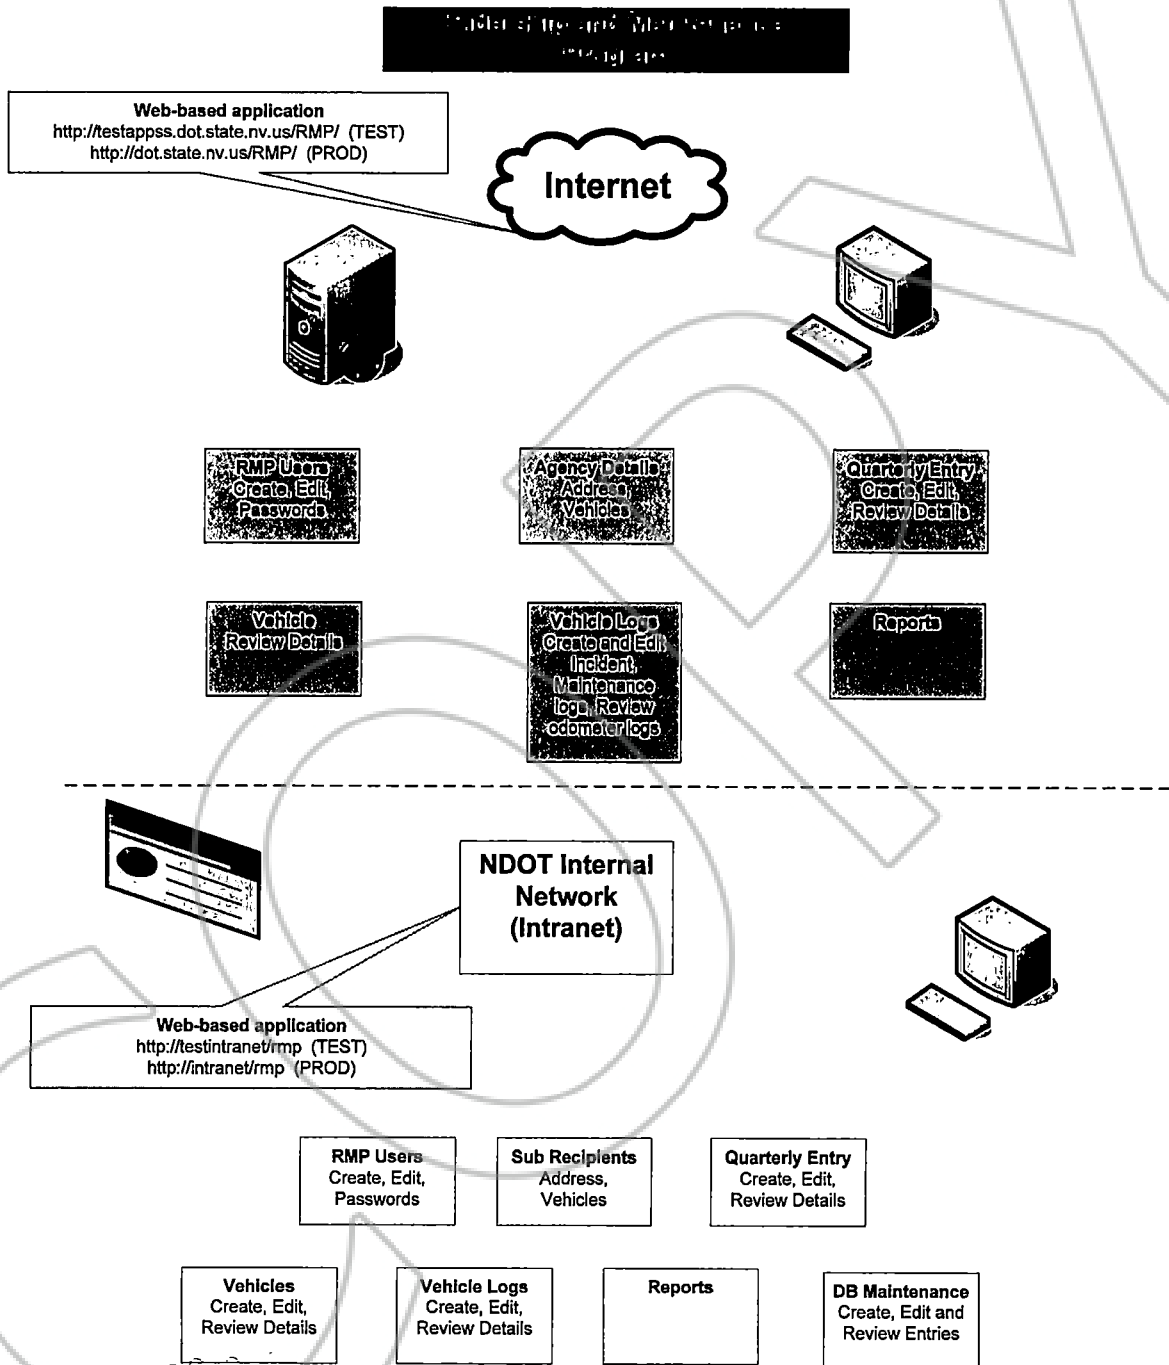 and
Web-based application
http://testappss.dot.state.nv.us/RMP/ (TEST)
http://dot.state.nv.us/RMP/ (PROD)
Internet
RMP Users
Create, Edit,
Passwords
Agency Details
Address,
Vehicles
Quarterly Entry
Create, Edit,
Review Details
Vehicle
Review Details
Vehicle Logs
Create and Edit
Incident,
Maintenance
logs, Review
odometer logs
Reports
NDOT Internal
Network
(Intranet)
Web-based application
http://testintranet/rmp (TEST)
http://intranet/rmp (PROD)
RMP Users
Create, Edit,
Passwords
Sub Recipients
Address,
Vehicles
Quarterly Entry
Create, Edit,
Review Details
Vehicles
Create, Edit,
Review Details
Vehicle Logs
Create, Edit,
Review Details
Reports
DB Maintenance
Create, Edit and
Review Entries
COPY